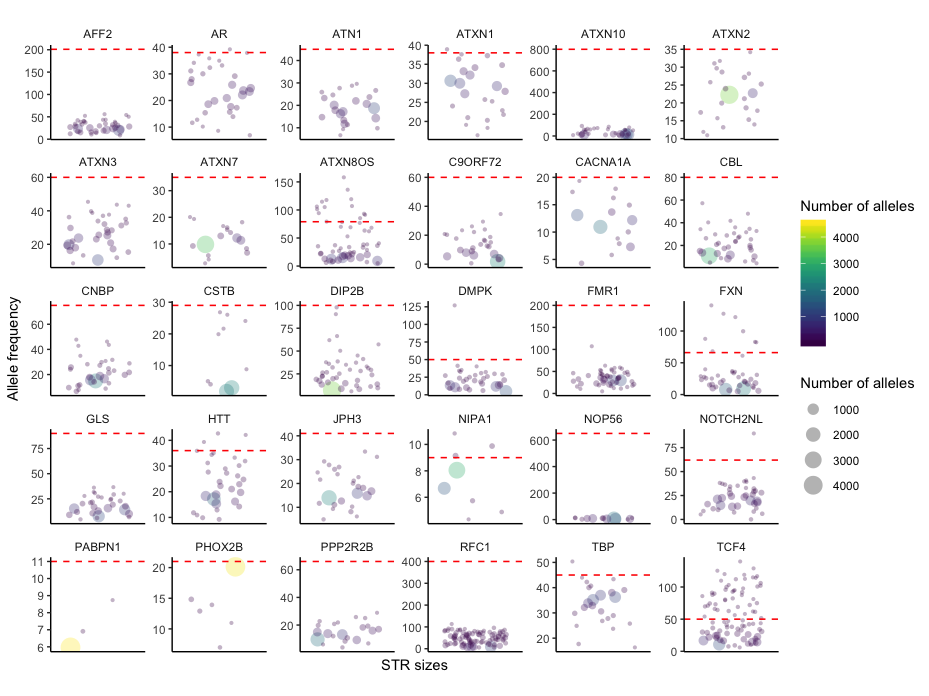 AFF2 AR ATN1 ATXN1 ATXN10 ATXN2
200 150 100 50 0
40 30 20 10
40 30 20 10
40 35 30 25 20
800 600 400 200 0
35 30 25 20 15 10
ATXN3 ATXN7 ATXN8OS C9ORF72 CACNA1A CBL
60 40 20
30 20 10
150 100 50 0
60 40 20 0
20 15 10 5
80 60 40 20
CNBP CSTB DIP2B DMPK FMR1 FXN
60 40 20
30 20 10
100 75 50 25
125 100 75 50 25 0
200 150 100 50 0
100 50 0
GLS HTT JPH3 NIPA1 NOP56 NOTCH2NL
75 50 25
40 30 20 10
40 30 20 10
10 8 6
600 400 200 0
75 50 25 0
PABPN1 PHOX2B PPP2R2B RFC1 TBP TCF4
11 10 9 8 7 6
20 15 10
60 40 20
400 300 200 100 0
50 40 30 20
100 50 0
Allele frequency
STR sizes
Number of alleles
4000
3000
2000
1000
Number of alleles
1000
2000
3000
4000